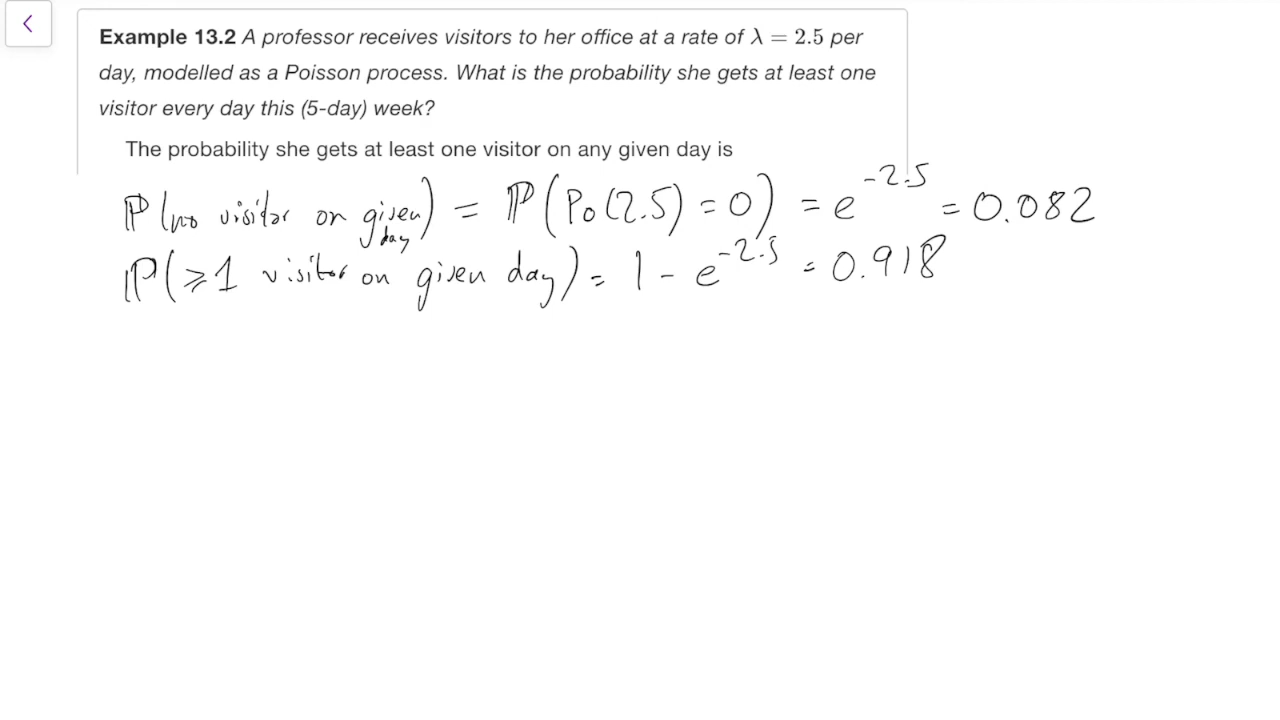 Example 13.2 A professor receives visitors to her office at a rate of λ = 2.5 per
day, modelled as a Poisson process. What is the probability she gets at least one
visitor every day this (5-day) week?
The probability she gets at least one visitor on any given day is
ℙ(no visitor on given day) = ℙ(Po(2.5) = 0) = e^{-2.5} = 0.082
ℙ(⩾1 visitor on given day) = 1 - e^{-2.5} = 0.918